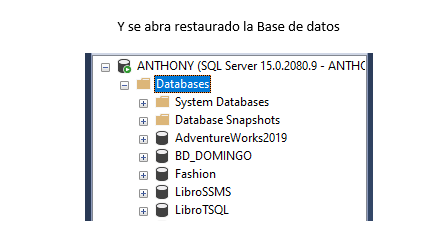 Y se abra restaurado la Base de datos
ANTHONY (SQL Server 15.0.2080.9 - ANTHO
Databases
System Databases
Database Snapshots
AdventureWorks2019
BD_DOMINGO
Fashion
LibroSSMS
LibroTSQL